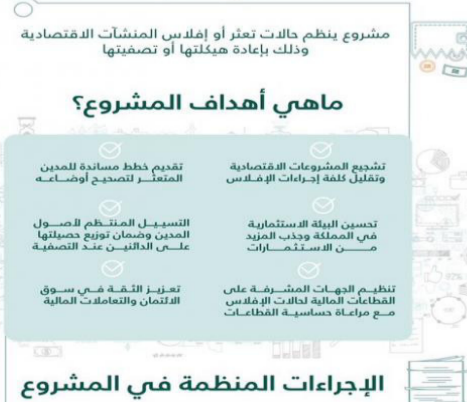 مشروع ينظم حالات تعثر أو إفلاس المنشآت الاقتصادية
وذلك بإعادة هيكلتها أو تصفيتها
ماهي أهداف المشروع؟
تشجيع المشروعات الاقتصادية
وتقليل كلفة إجراءات الإفلاس
تقديم خطط مساندة للمدين
المتعثر لتصحيح أوضاعه
تحسين البيئة الاستثمارية
في المملكة وجذب المزيد
من الاستثمارات
التسييل المنتظم لأصول
المدين وضمان توزيع حصيلتها
على الدائنين عند التصفية
تنظيم الجهات المشرفة على
القطاعات المالية لحالات الإفلاس
مع مراعاة حساسية القطاعات
تعزيز الثقة في سوق
الائتمان والتعاملات المالية
الإجراءات المنظمة في المشروع